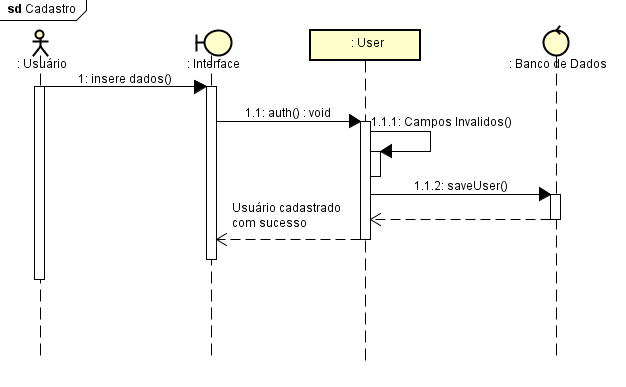 sd Cadastro
: Usuário
: Interface
: User
: Banco de Dados
1: insere dados()
1.1: auth() : void
1.1.1: Campos Invalidos()
1.1.2: saveUser()
Usuário cadastrado
com sucesso